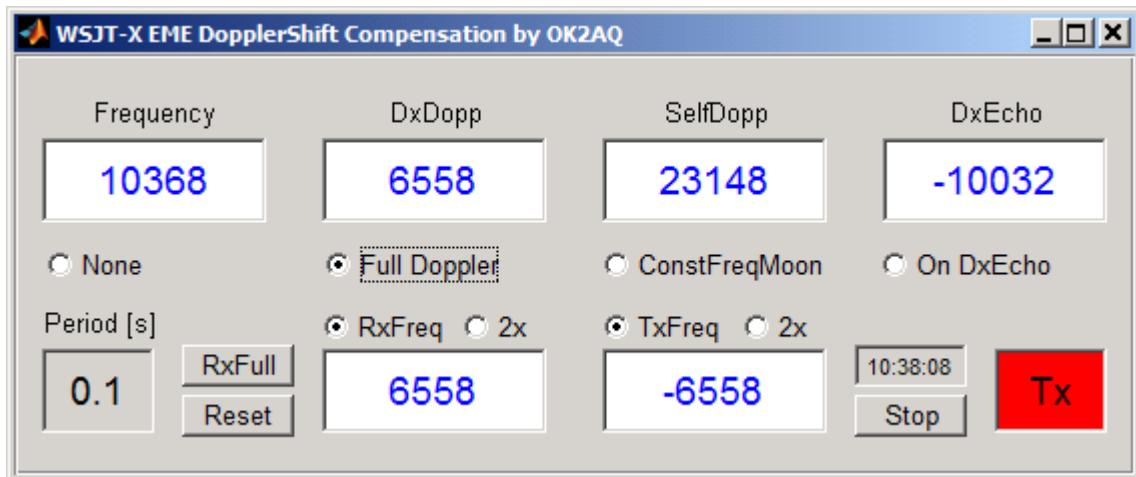 WSJT-X EME DopplerShift Compensation by OK2AQ
Frequency DxDopp SelfDopp DxEcho
10368 6558 23148 -10032
None Full Doppler ConstFreqMoon On DxEcho
Period [s] RxFreq 2x TxFreq 2x
0.1 RxFull 6558 -6558 10:38:08 Tx
Reset Stop